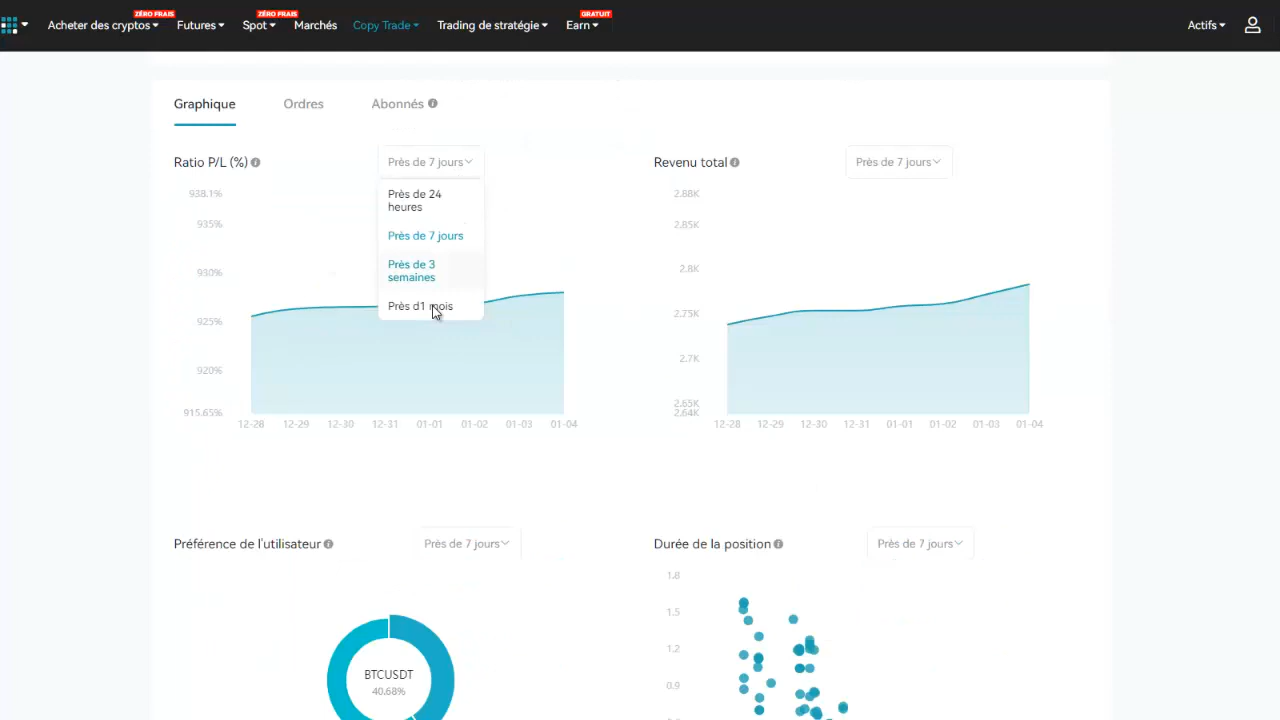 ZÉRO FRAIS
ZÉRO FRAIS
GRATUIT
Acheter des cryptos
Futures
Spot
Marchés
Copy Trade
Trading de stratégie
Earn
Actifs
Graphique
Ordres
Abonnés
Ratio P/L (%)
Près de 7 jours
Près de 24
heures
Près de 7 jours
Près de 3
semaines
Près d1 mois
938.1%
935%
930%
925%
920%
915.65%
12-28 12-29 12-30 12-31 01-01 01-02 01-03 01-04
Revenu total
Près de 7 jours
2.88K
2.85K
2.8K
2.75K
2.7K
2.65K
2.64K
12-28 12-29 12-30 12-31 01-01 01-02 01-03 01-04
Préférence de l'utilisateur
Près de 7 jours
BTCUSDT
40.68%
Durée de la position
Près de 7 jours
1.8
1.5
1.2
0.9